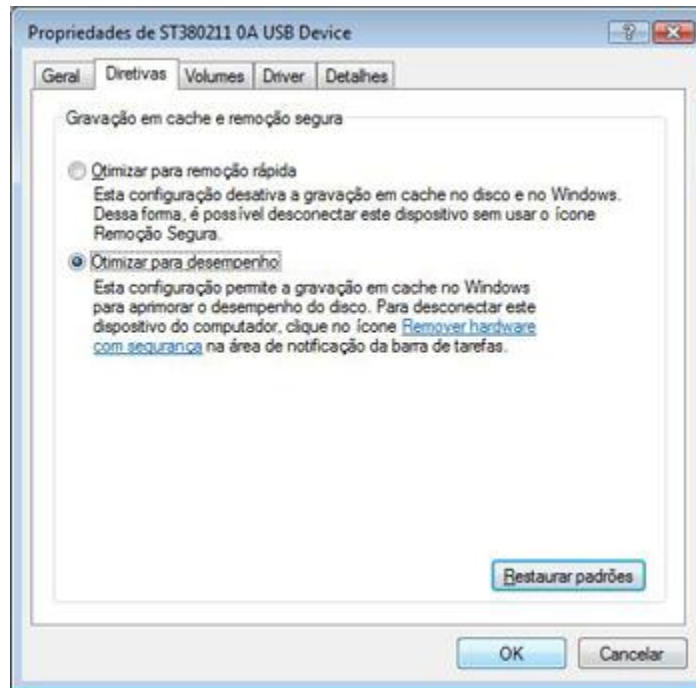 Propriedades de ST380211 0A USB Device
Geral Diretivas Volumes Driver Detalhes
Gravação em cache e remoção segura
Otimizar para remoção rápida
Esta configuração desativa a gravação em cache no disco e no Windows.
Dessa forma, é possível desconectar este dispositivo sem usar o ícone
Remoção Segura.
Otimizar para desempenho
Esta configuração permite a gravação em cache no Windows
para aprimorar o desempenho do disco. Para desconectar este
dispositivo do computador, clique no ícone Remover hardware
com segurança na área de notificação da barra de tarefas.
Restaurar padrões
OK Cancelar